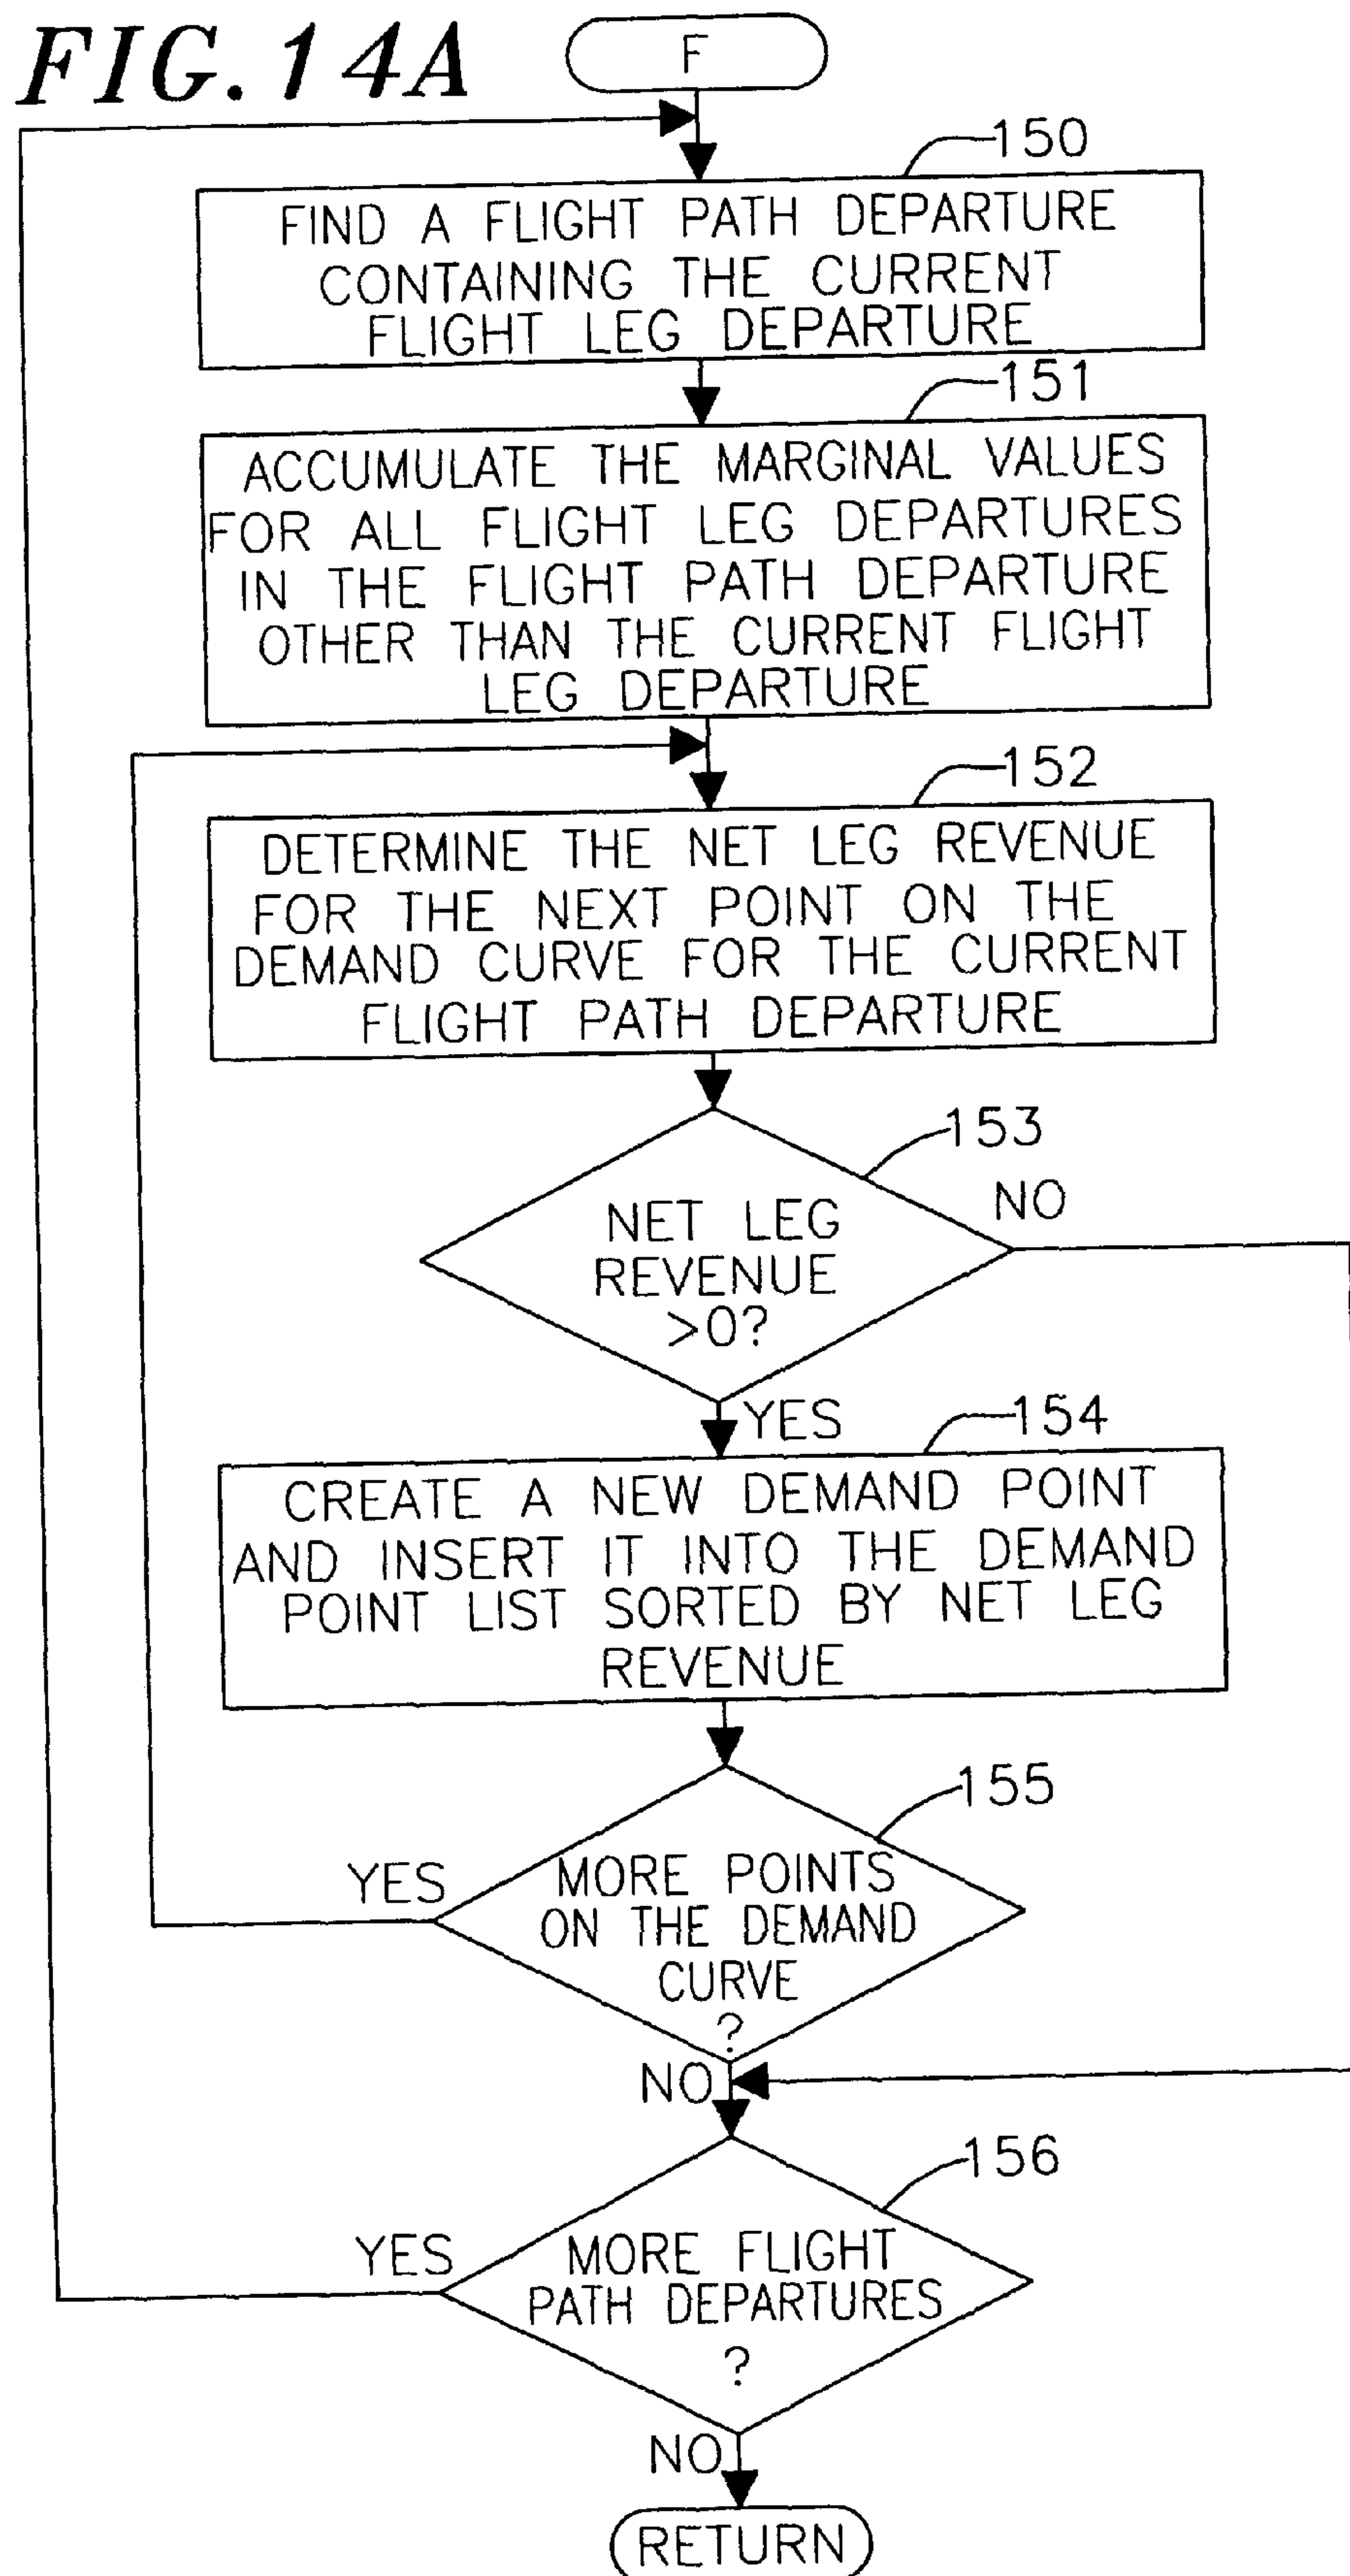 FIG.14A
F
150
FIND A FLIGHT PATH DEPARTURE
CONTAINING THE CURRENT
FLIGHT LEG DEPARTURE
151
ACCUMULATE THE MARGINAL VALUES
FOR ALL FLIGHT LEG DEPARTURES
IN THE FLIGHT PATH DEPARTURE
OTHER THAN THE CURRENT FLIGHT
LEG DEPARTURE
152
DETERMINE THE NET LEG REVENUE
FOR THE NEXT POINT ON THE
DEMAND CURVE FOR THE CURRENT
FLIGHT PATH DEPARTURE
153
NO
NET LEG
REVENUE
>0?
YES
154
CREATE A NEW DEMAND POINT
AND INSERT IT INTO THE DEMAND
POINT LIST SORTED BY NET LEG
REVENUE
155
YES
MORE POINTS
ON THE DEMAND
CURVE
?
NO
156
YES
MORE FLIGHT
PATH DEPARTURES
?
NO
RETURN